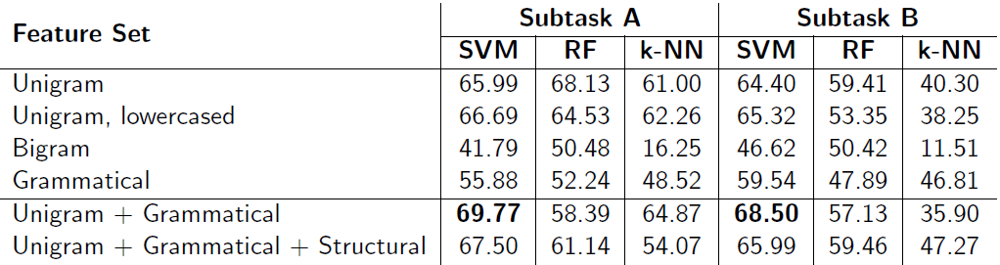 Feature Set Subtask A Subtask B
SVM RF k-NN SVM RF k-NN
Unigram 65.99 68.13 61.00 64.40 59.41 40.30
Unigram, lowercased 66.69 64.53 62.26 65.32 53.35 38.25
Bigram 41.79 50.48 16.25 46.62 50.42 11.51
Grammatical 55.88 52.24 48.52 59.54 47.89 46.81
Unigram + Grammatical 69.77 58.39 64.87 68.50 57.13 35.90
Unigram + Grammatical + Structural 67.50 61.14 54.07 65.99 59.46 47.27